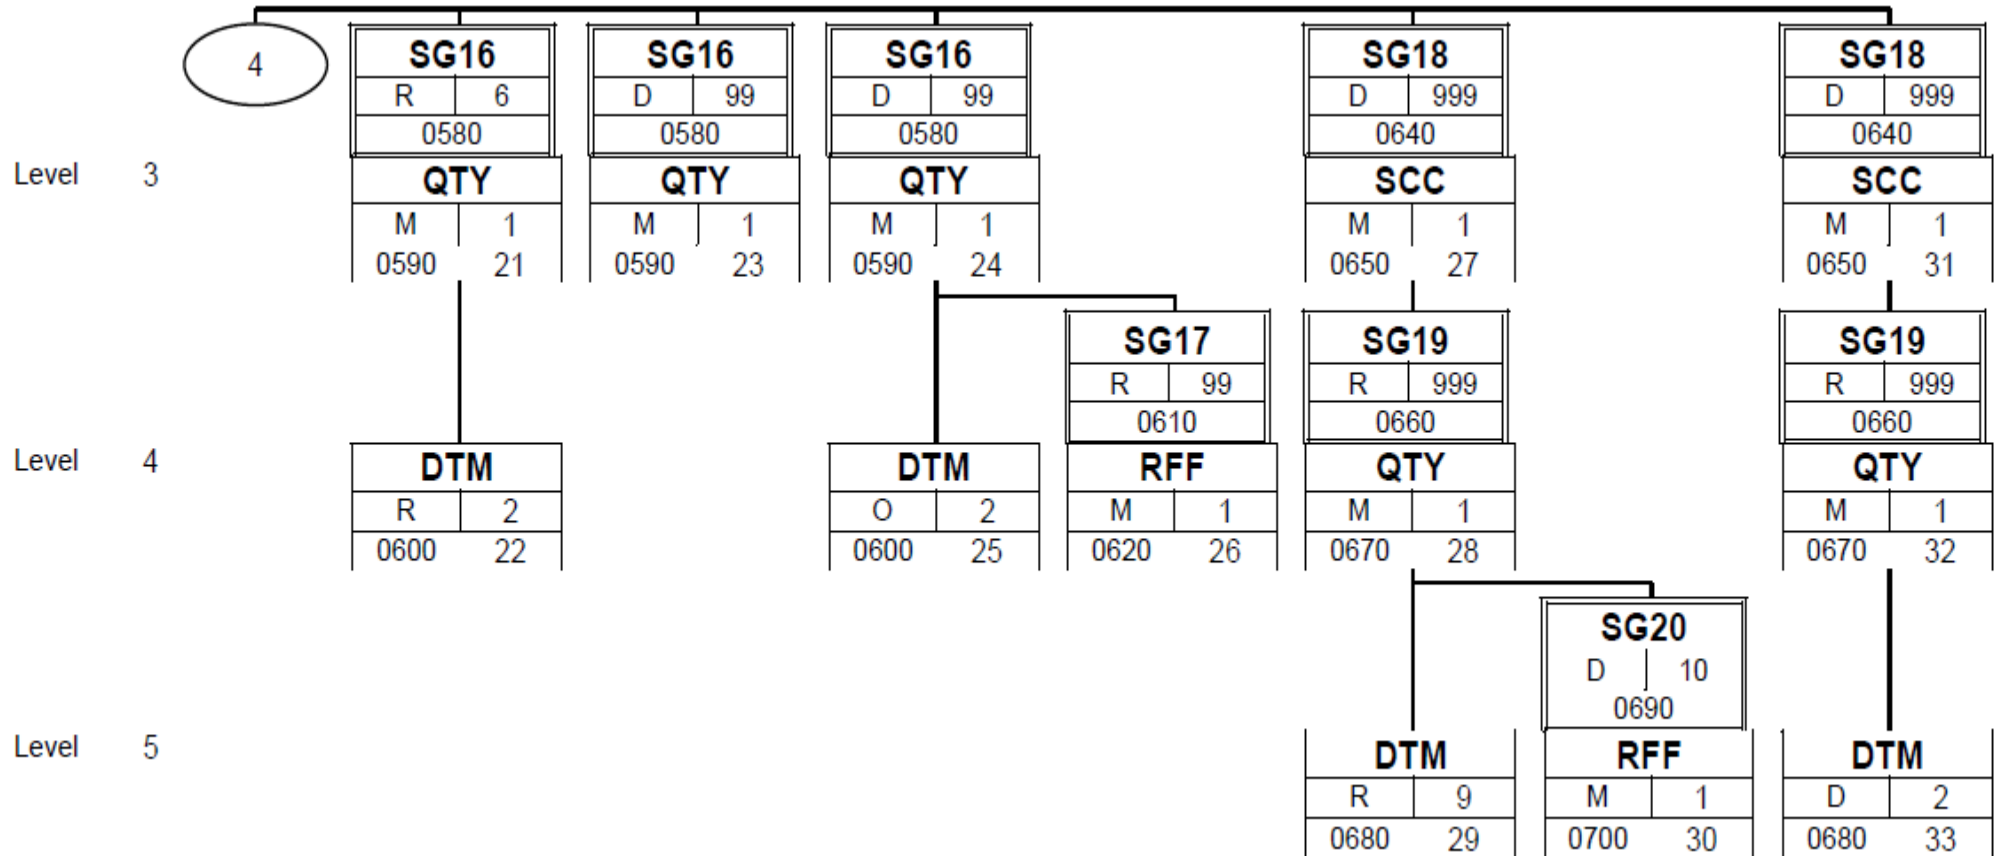 4 SG16 SG16 SG16 SG18 SG18
R 6 D 99 D 99 D 999 D 999
0580 0580 0580 0640 0640
Level 3 QTY QTY QTY SCC SCC
M 1 M 1 M 1 M 1 M 1
0590 21 0590 23 0590 24 0650 27 0650 31
SG17 SG19 SG19
R 99 R 999 R 999
0610 0660 0660
Level 4 DTM DTM RFF QTY QTY
R 2 O 2 M 1 M 1 M 1
0600 22 0600 25 0620 26 0670 28 0670 32
SG20
D 10
0690
Level 5 DTM RFF DTM
R 9 M 1 D 2
0680 29 0700 30 0680 33